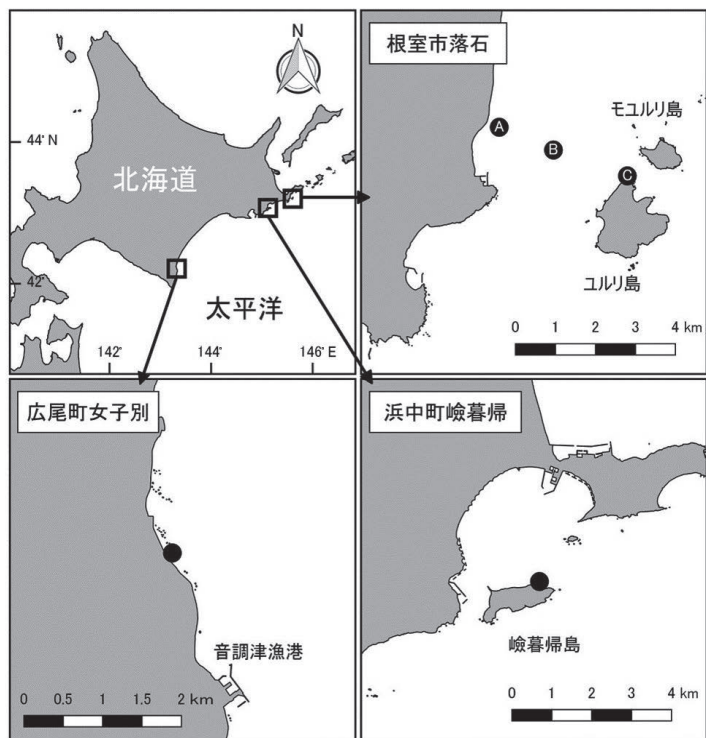 N
44° N
42°
142°
144°
146° E
北海道
太平洋
根室市落石
モユルリ島
A
B
C
ユルリ島
0 1 2 3 4 km
広尾町女子別
音調津漁港
0 0.5 1 1.5 2 km
浜中町嶮暮帰
嶮暮帰島
0 1 2 3 4 km